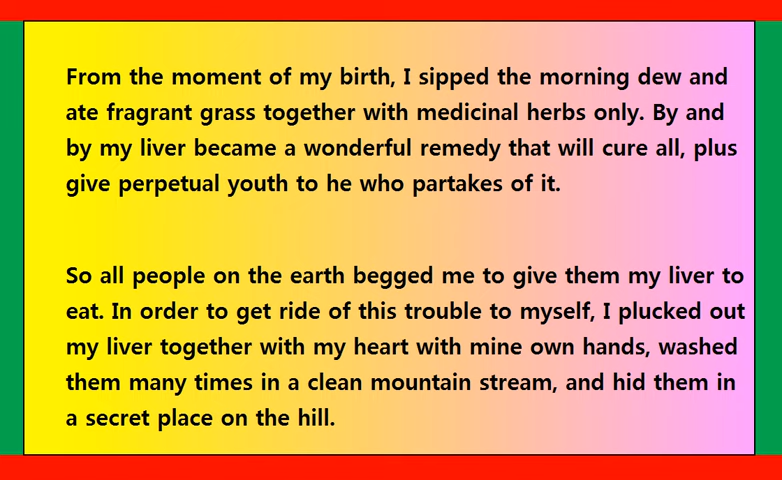 From the moment of my birth, I sipped the morning dew and
ate fragrant grass together with medicinal herbs only. By and
by my liver became a wonderful remedy that will cure all, plus
give perpetual youth to he who partakes of it.
So all people on the earth begged me to give them my liver to
eat. In order to get ride of this trouble to myself, I plucked out
my liver together with my heart with mine own hands, washed
them many times in a clean mountain stream, and hid them in
a secret place on the hill.